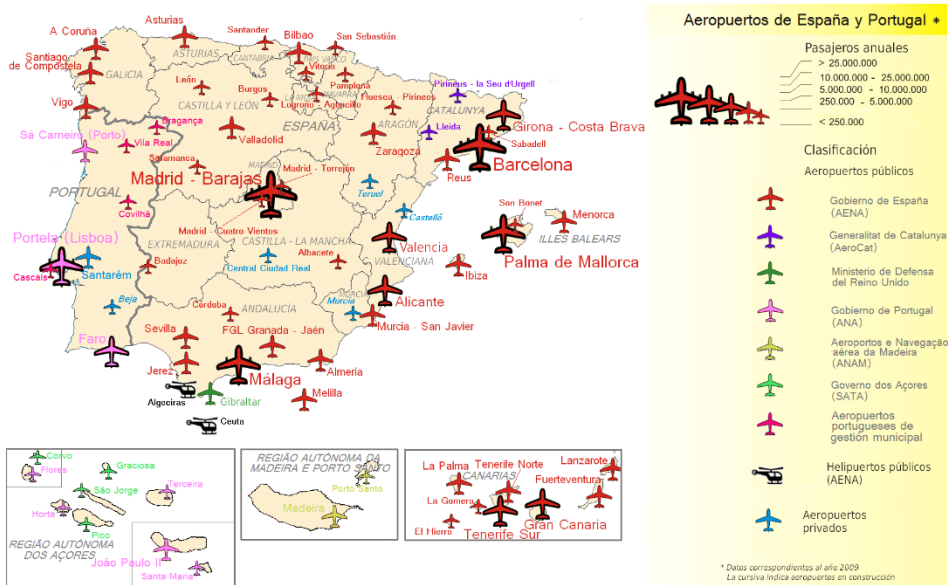 Asturias
Santander
San Sebastián
A Coruña
Bilbao
Santiago
de Compostela
ASTURIAS
CANTABRIA
PAIS VASCO
Vitoria
GALICIA
León
Pamplona
NAVARRA
Pirineus - la Seu d'Urgell
Vigo
CASTILLA Y LEÓN
Burgos
LA RIOJA
Logroño - Agoncillo
Huesca - Pirineos
CATALUNYA
Girona - Costa Brava
Bragança
ESPAÑA
ARAGÓN
Sá Carneiro (Porto)
Vila Real
Valladolid
Zaragoza
Lleida
Sabadell
Salamanca
MADRID
Madrid - Torrejón
Reus
Barcelona
Madrid - Barajas
PORTUGAL
Teruel
Covilhã
Castelló
Son Bonet
Menorca
Madrid - Cuatro Vientos
Portela (Lisboa)
EXTREMADURA
CASTILLA - LA MANCHA
Valencia
ILLES BALEARS
Albacete
C. VALENCIANA
Palma de Mallorca
Cascais
Santarém
Badajoz
Central Ciudad Real
Ibiza
Alicante
Beja
Córdoba
ANDALUCÍA
MURCIA
Murcia
Murcia - San Javier
Faro
Sevilla
FGL Granada - Jaén
Jerez
Málaga
Almería
Algeciras
Gibraltar
Melilla
Ceuta
Corvo
Flores
Graciosa
São Jorge
Terceira
Horta
Pico
REGIÃO AUTÓNOMA
DOS AÇORES
João Paulo II
Santa Maria
REGIÃO AUTÓNOMA DA
MADEIRA E PORTO SANTO
Porto Santo
Madeira
La Palma
Tenerife Norte
Lanzarote
CANARIAS
Fuerteventura
La Gomera
El Hierro
Tenerife Sur
Gran Canaria
Aeropuertos de España y Portugal *
Pasajeros anuales
> 25.000.000
10.000.000 - 25.000.000
5.000.000 - 10.000.000
250.000 - 5.000.000
< 250.000
Clasificación
Aeropuertos públicos
Gobierno de España
(AENA)
Generalitat de Catalunya
(AeroCat)
Ministerio de Defensa
del Reino Unido
Gobierno de Portugal
(ANA)
Aeroportos e Navegação
aérea da Madeira
(ANAM)
Governo dos Açores
(SATA)
Aeropuertos
portugueses de
gestión municipal
Helipuertos públicos
(AENA)
Aeropuertos
privados
* Datos correspondientes al año 2009
La cursiva indica aeropuertos en construcción